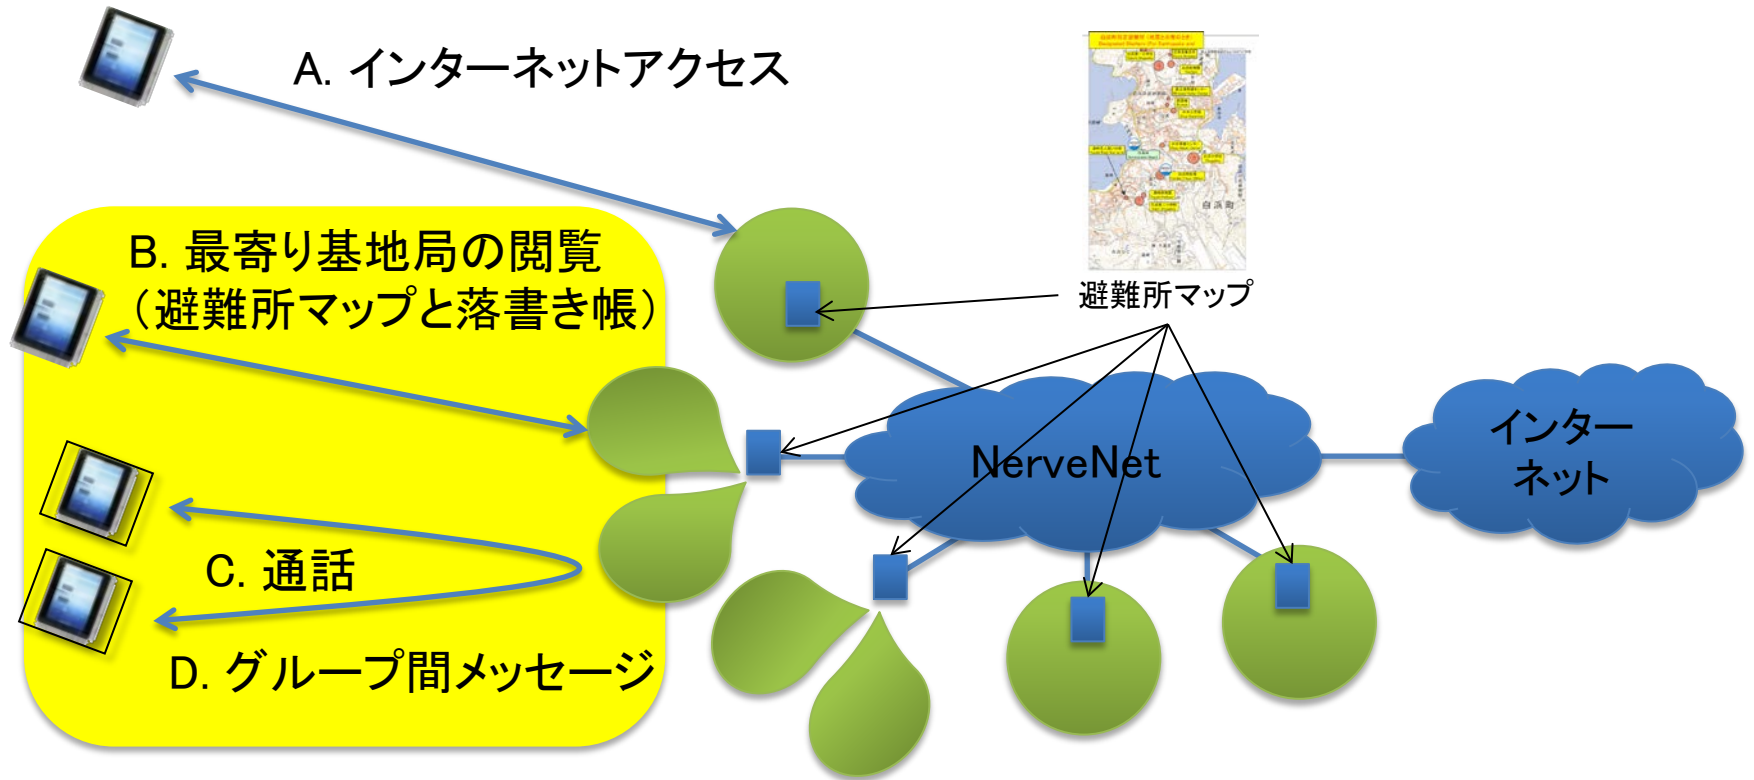 A. インターネットアクセス
B. 最寄り基地局の閲覧
（避難所マップと落書き帳）
避難所マップ
NerveNet
インター
ネット
C. 通話
D. グループ間メッセージ
白浜町